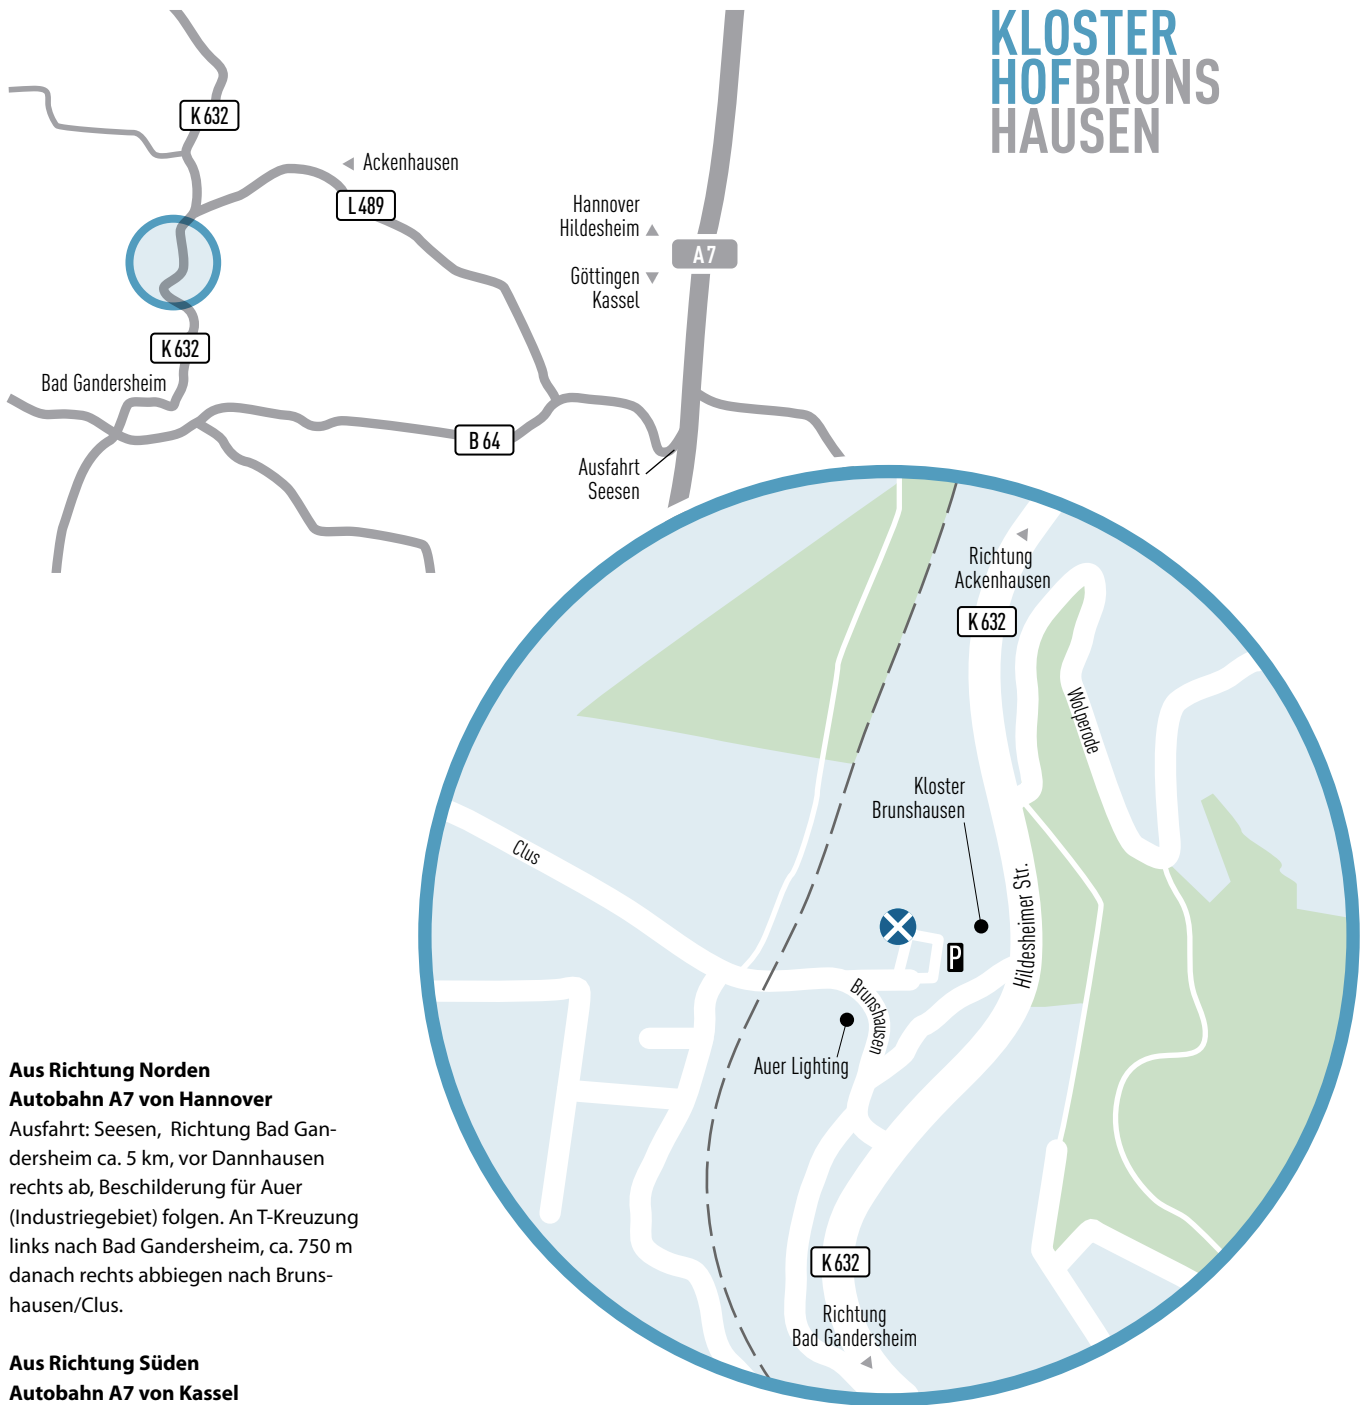 KLOSTER
HOFBRUNS
HAUSEN
K 632
Ackenhausen
L 489
Hannover
Hildesheim
A 7
Göttingen
Kassel
K 632
Bad Gandersheim
B 64
Ausfahrt
Seesen
Richtung
Ackenhausen
K 632
Wolperode
Kloster
Brunshausen
Clus
Hildesheimer Str.
P
Brunshausen
Auer Lighting
K 632
Richtung
Bad Gandersheim
Aus Richtung Norden
Autobahn A7 von Hannover
Ausfahrt: Seesen, Richtung Bad Gan-
dersheim ca. 5 km, vor Dannhausen
rechts ab, Beschilderung für Auer
(Industriegebiet) folgen. An T-Kreuzung
links nach Bad Gandersheim, ca. 750 m
danach rechts abbiegen nach Bruns-
hausen/Clus.
Aus Richtung Süden
Autobahn A7 von Kassel